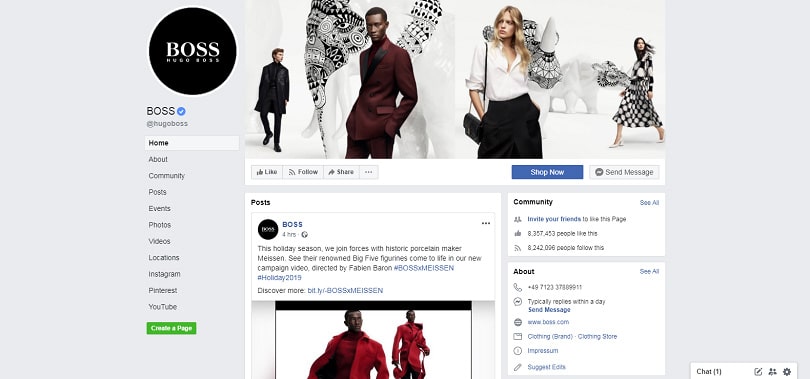 BOSS
HUGO BOSS
BOSS
@hugoboss
Home
About
Community
Posts
Events
Photos
Videos
Locations
Instagram
Pinterest
YouTube
Create a Page
Like
Follow
Share
Shop Now
Send Message
Posts
BOSS
BOSS
4 hrs ·
This holiday season, we join forces with historic porcelain maker
Meissen. See their renowned Big Five figurines come to life in our new
campaign video, directed by Fabien Baron #BOSSxMEISSEN
#Holiday2019
Discover more: bit.ly/-BOSSxMEISSEN
Community
See All
Invite your friends to like this Page
8,357,453 people like this
8,242,096 people follow this
About
See All
+49 7123 37889911
Typically replies within a day
Send Message
www.boss.com
Clothing (Brand) · Clothing Store
Impressum
Suggest Edits
Chat (1)